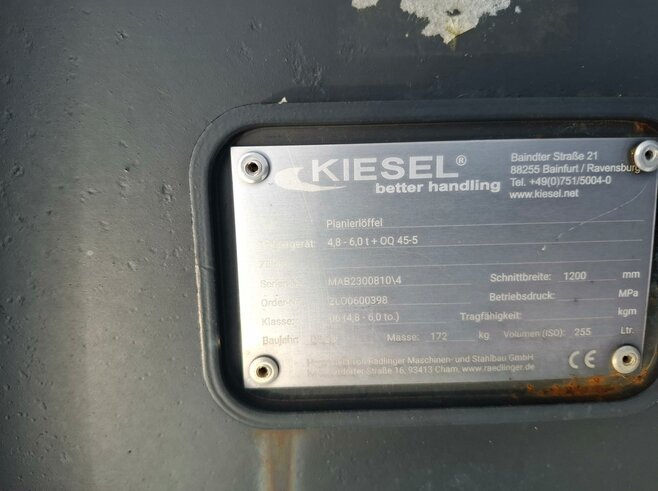 KIESEL®
better handling
Baindter Straße 21
88255 Bainfurt / Ravensburg
Tel. +49(0)751/5004-0
www.kiesel.net
Planierlöffel
4,8 - 6,0 t + OQ 45-5
MAB2300810\4
Schnittbreite: 1200 mm
Betriebsdruck: MPa
Klasse: (4,8 - 6,0 to.) Tragfähigkeit: kgm
Baujahr: Masse: 172 kg Volumen (ISO): 255 Ltr.
Radlinger Maschinen- und Stahlbau GmbH
16, 93413 Cham, www.raedlinger.de
CE